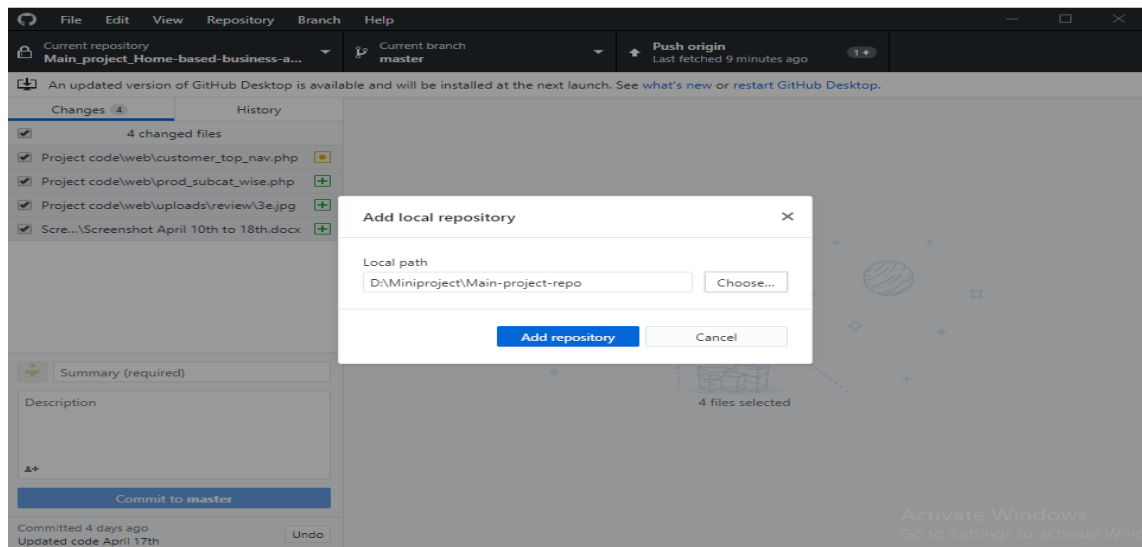 File Edit View Repository Branch Help
Current repository
Main_project_Home-based-business-a...
Current branch
master
Push origin
Last fetched 9 minutes ago
1
An updated version of GitHub Desktop is available and will be installed at the next launch. See what's new or restart GitHub Desktop.
Changes 4 History
4 changed files
Project code\web\customer_top_nav.php
Project code\web\prod_subcat_wise.php
Project code\web\uploads\review\3e.jpg
Scre...\Screenshot April 10th to 18th.docx
Add local repository
Local path
D:\Miniproject\Main-project-repo
Choose...
Add repository Cancel
4 files selected
Summary (required)
Description
Commit to master
Committed 4 days ago
Updated code April 17th
Undo
Activate Windows
Go to Settings to activate Win